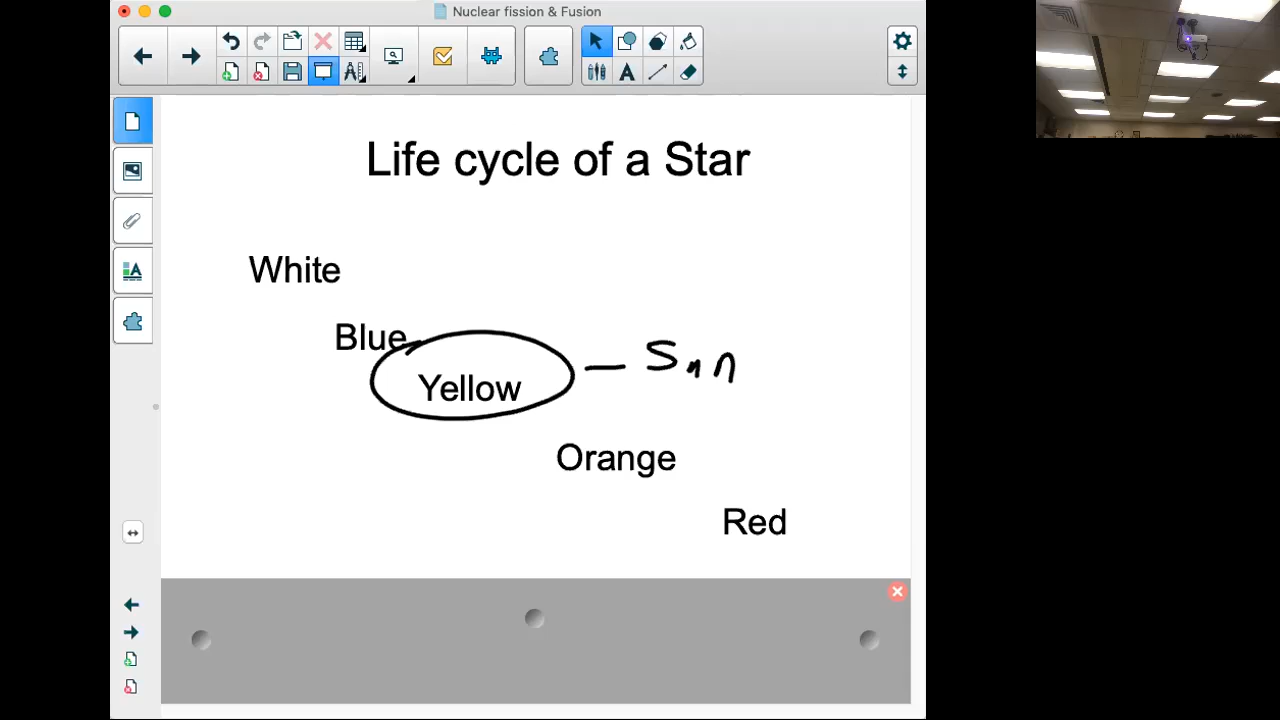 Nuclear fission & Fusion
Life cycle of a Star
White
Blue
Yellow — Sun
Orange
Red